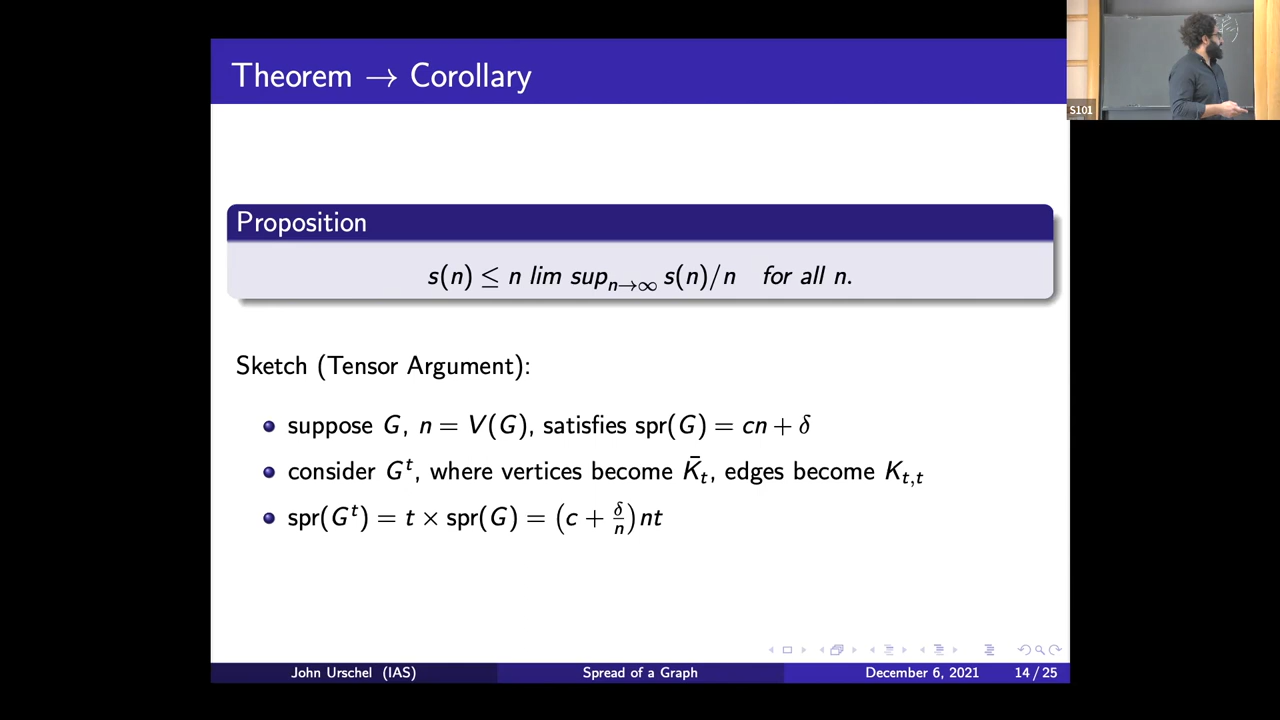 Theorem → Corollary
S101
Proposition
s(n) ≤ n lim sup_{n→∞} s(n)/n for all n.
Sketch (Tensor Argument):
suppose G, n = V(G), satisfies spr(G) = cn + δ
consider G^t, where vertices become K̄_t, edges become K_{t,t}
spr(G^t) = t × spr(G) = (c + δ/n)nt
John Urschel (IAS) Spread of a Graph December 6, 2021 14 / 25